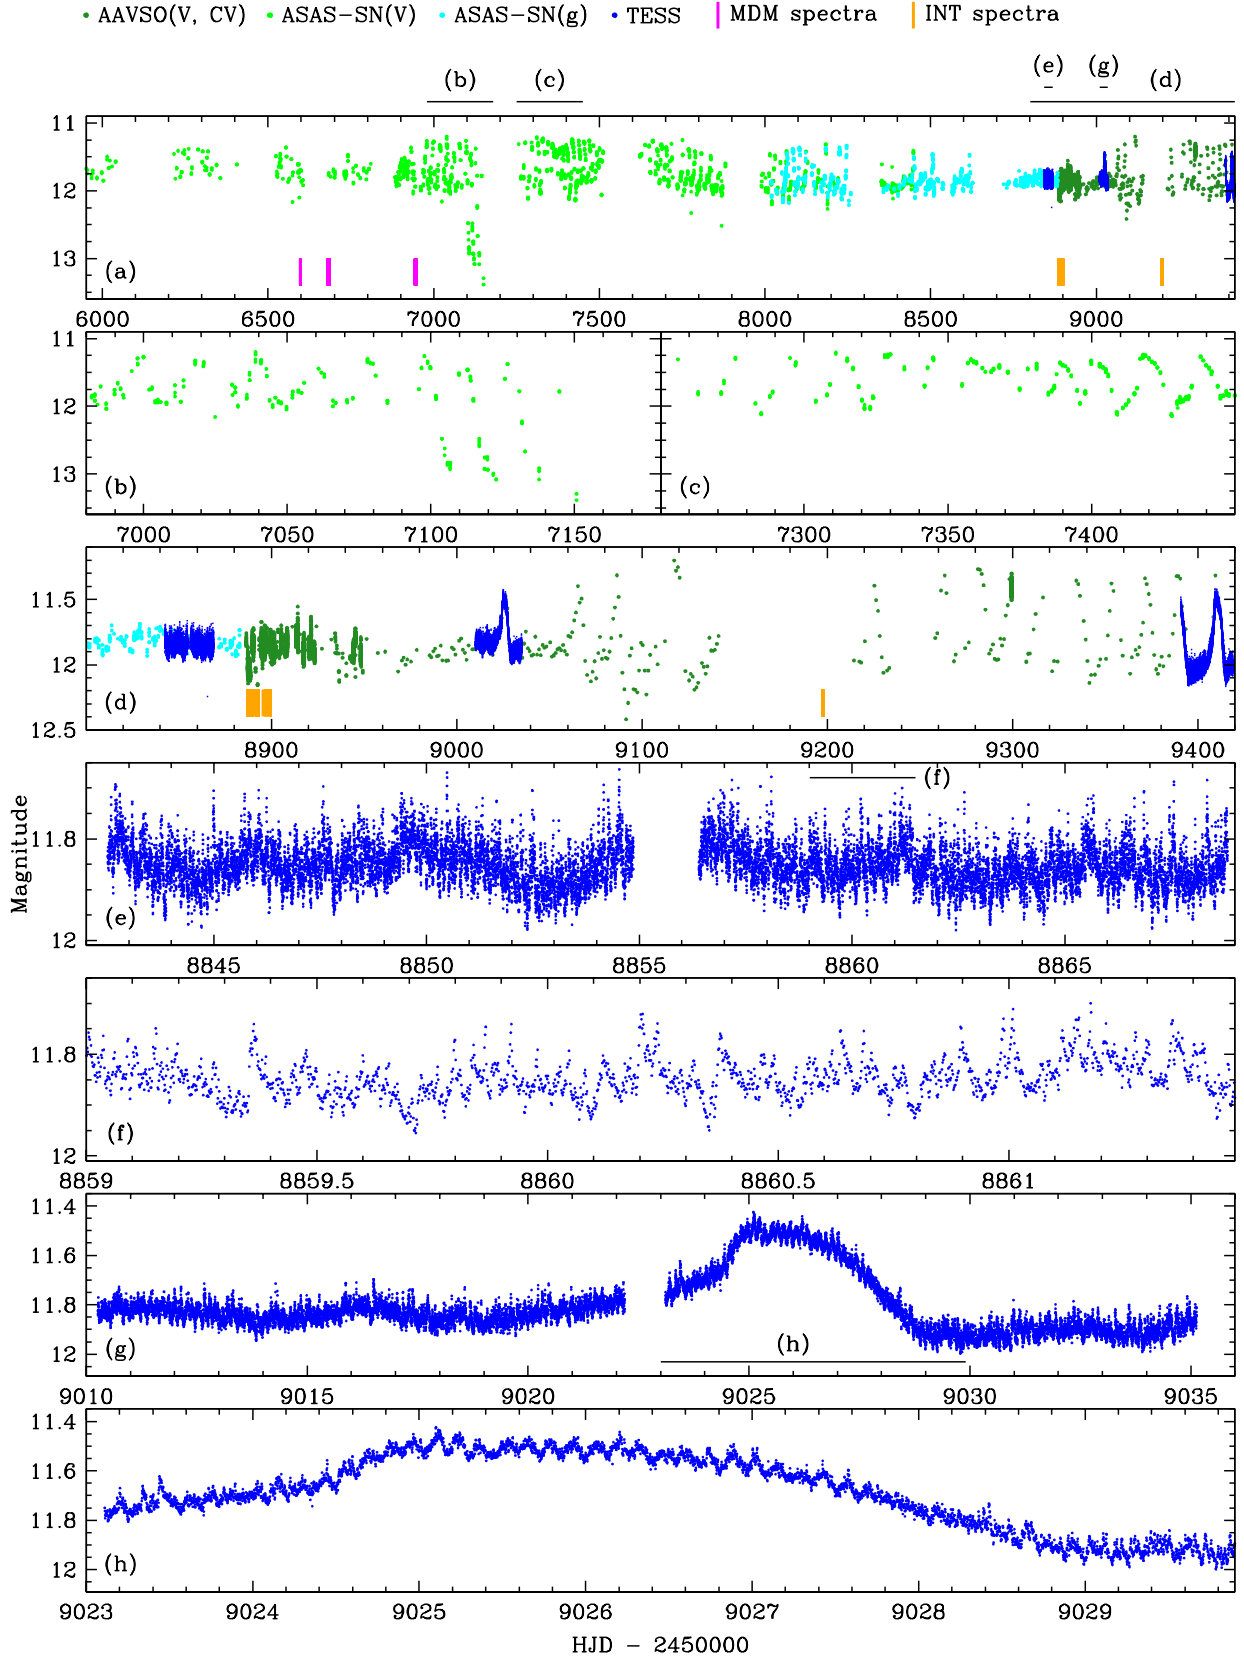 AAVSO(V, CV) ASAS-SN(V) ASAS-SN(g) TESS MDM spectra INT spectra
(e) (g)
(b) (c) (d)
11
12
13
(a)
6000 6500 7000 7500 8000 8500 9000
11
12
13
(b) (c)
7000 7050 7100 7150 7300 7350 7400
11.5
12
12.5
(d)
8900 9000 9100 9200 9300 9400
(f)
11.8
12
(e)
Magnitude
8845 8850 8855 8860 8865
11.8
12
(f)
8859 8859.5 8860 8860.5 8861
11.4
11.6
11.8
12
(g) (h)
9010 9015 9020 9025 9030 9035
11.4
11.6
11.8
12
(h)
9023 9024 9025 9026 9027 9028 9029
HJD - 2450000